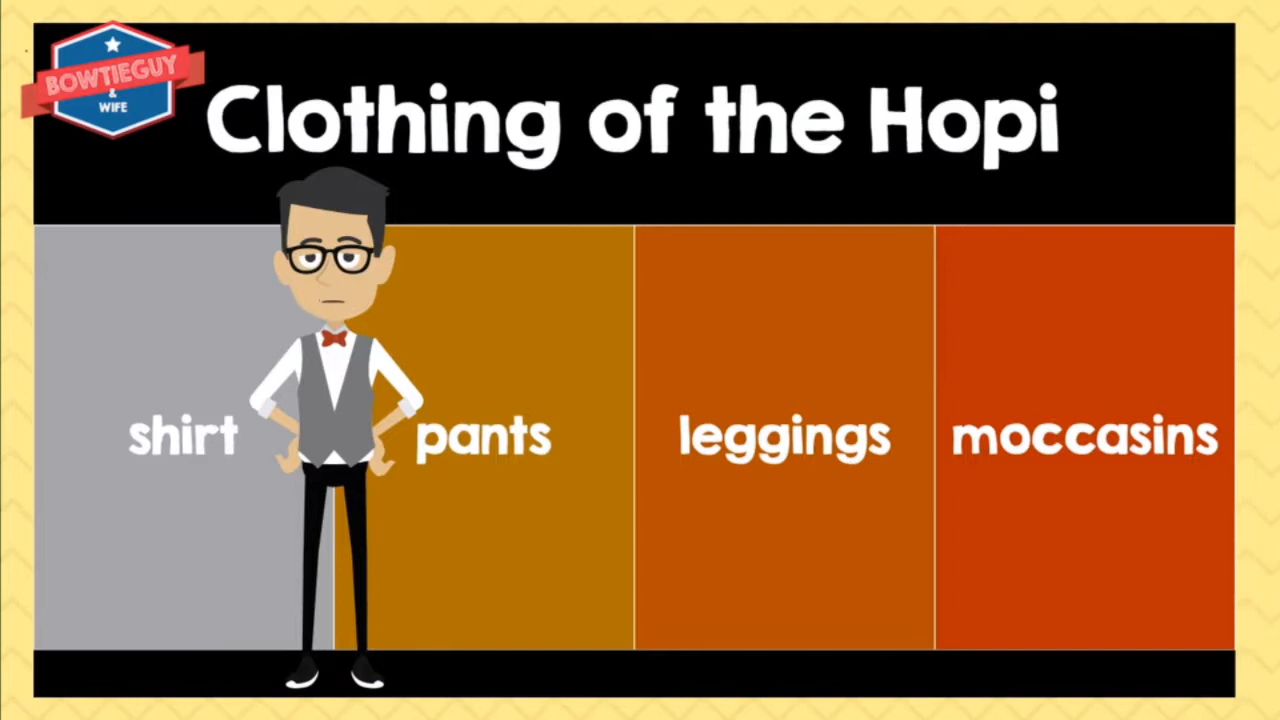 BOWTIEGUY
&
WIFE
Clothing of the Hopi
shirt
pants
leggings
moccasins